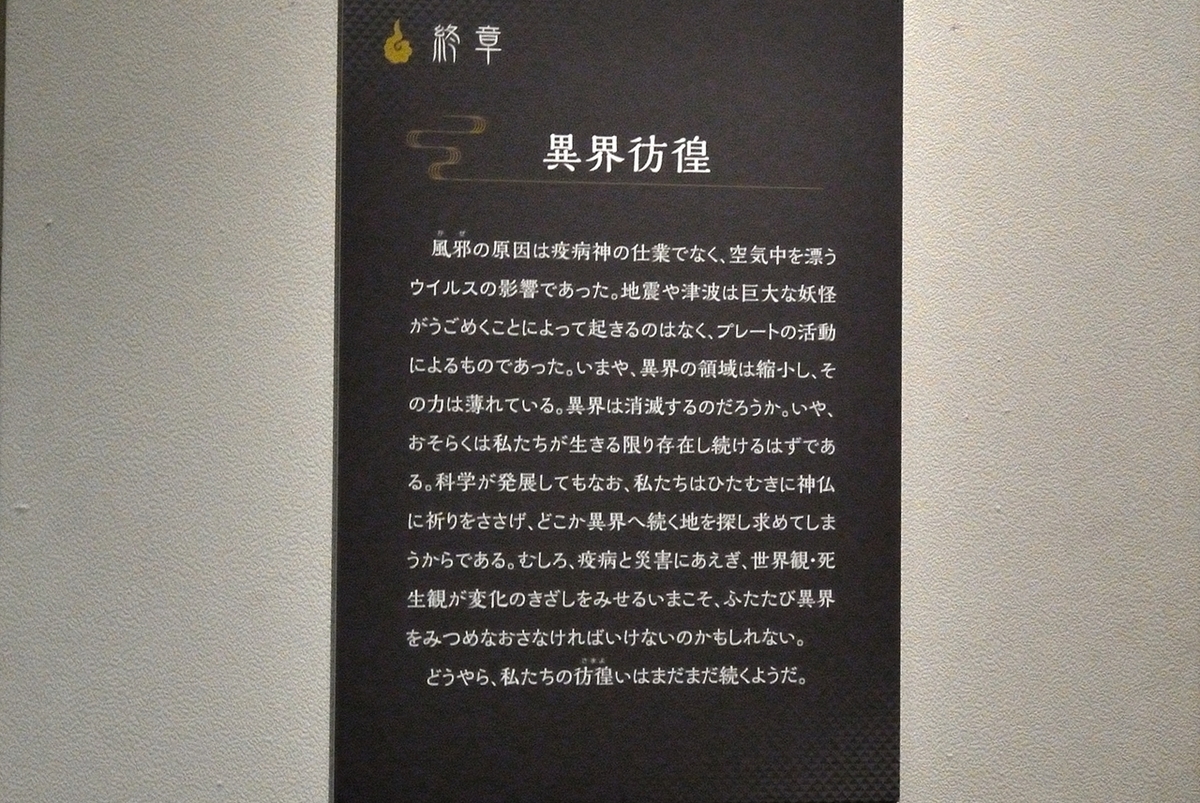 終章
異界彷徨
風邪の原因は疫病神の仕業でなく、空気中を漂う
ウイルスの影響であった。地震や津波は巨大な妖怪
がうごめくことによって起きるのはなく、プレートの活動
によるものであった。いまや、異界の領域は縮小し、そ
の力は薄れている。異界は消滅するのだろうか。いや、
おそらくは私たちが生きる限り存在し続けるはずであ
る。科学が発展してもなお、私たちはひたむきに神仏
に祈りをささげ、どこか異界へ続く地を探し求めてしま
うからである。むしろ、疫病と災害にあえぎ、世界観・死
生観が変化のきざしをみせるいまこそ、ふたたび異界
をみつめなおさなければいけないのかもしれない。
どうやら、私たちの彷徨いはまだまだ続くようだ。